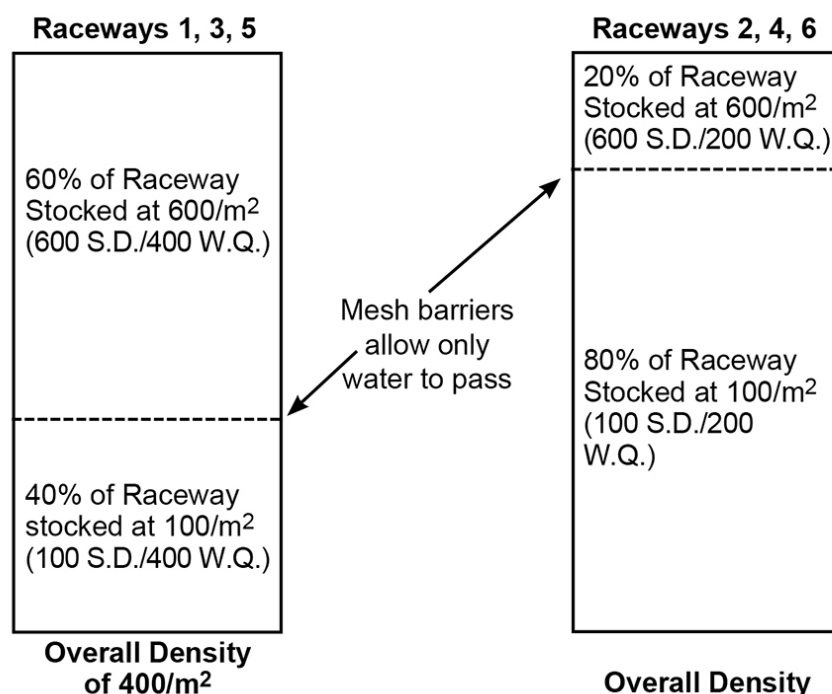 Raceways 1, 3, 5
60% of Raceway
Stocked at 600/m²
(600 S.D./400 W.Q.)
40% of Raceway
stocked at 100/m²
(100 S.D./400 W.Q.)
Overall Density
of 400/m²
Mesh barriers
allow only
water to pass
Raceways 2, 4, 6
20% of Raceway
Stocked at 600/m²
(600 S.D./200 W.Q.)
80% of Raceway
Stocked at 100/m²
(100 S.D./200
W.Q.)
Overall Density